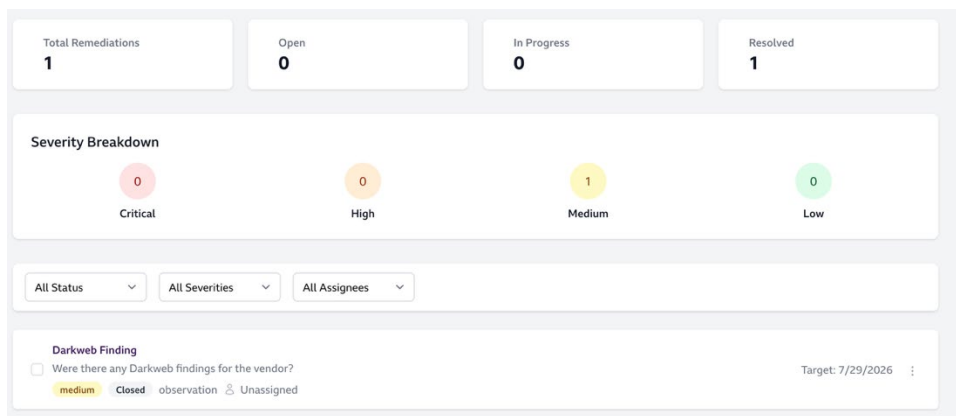 Total Remediations
1
Open
0
In Progress
0
Resolved
1
Severity Breakdown
0
Critical
0
High
1
Medium
0
Low
All Status
All Severities
All Assignees
Darkweb Finding
Were there any Darkweb findings for the vendor?
medium Closed observation Unassigned
Target: 7/29/2026